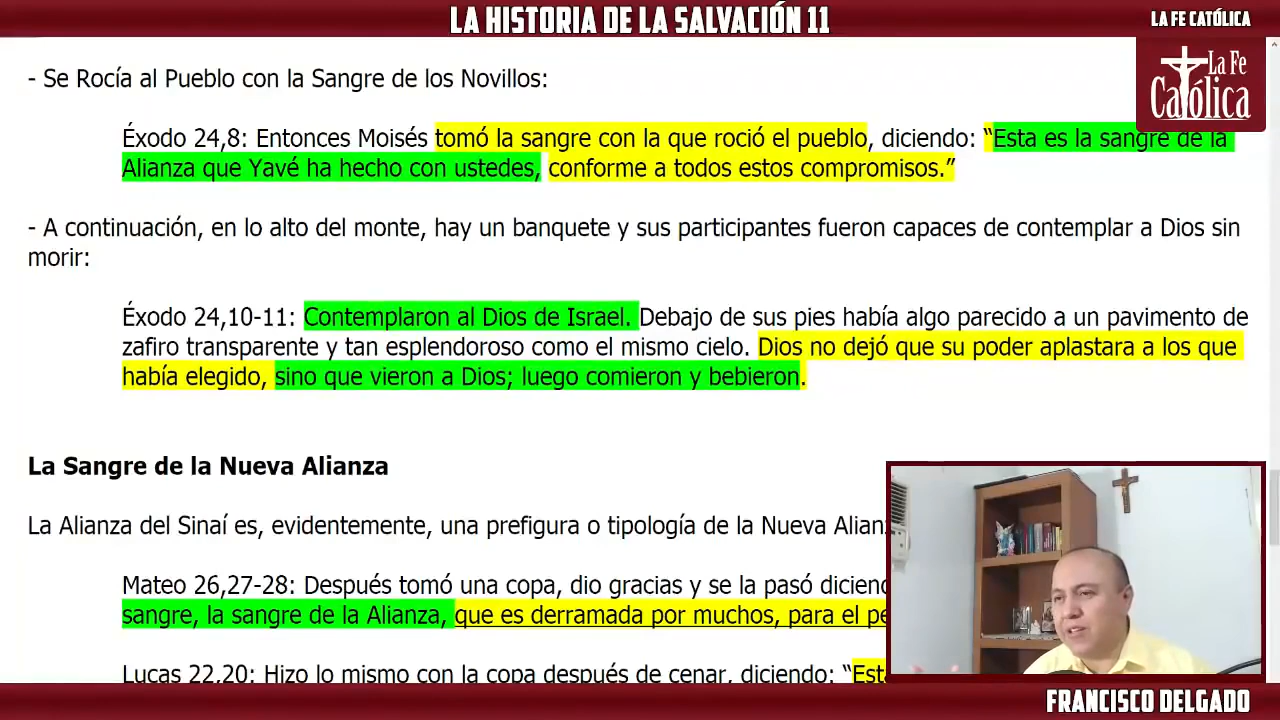 LA HISTORIA DE LA SALVACIÓN 11
LA FE CATÓLICA
La Fe
Católica
- Se Rocía al Pueblo con la Sangre de los Novillos:
Éxodo 24,8: Entonces Moisés tomó la sangre con la que roció el pueblo, diciendo: “Esta es la sangre de la
Alianza que Yavé ha hecho con ustedes, conforme a todos estos compromisos.”
- A continuación, en lo alto del monte, hay un banquete y sus participantes fueron capaces de contemplar a Dios sin
morir:
Éxodo 24,10-11: Contemplaron al Dios de Israel. Debajo de sus pies había algo parecido a un pavimento de
zafiro transparente y tan esplendoroso como el mismo cielo. Dios no dejó que su poder aplastara a los que
había elegido, sino que vieron a Dios; luego comieron y bebieron.
La Sangre de la Nueva Alianza
La Alianza del Sinaí es, evidentemente, una prefigura o tipología de la Nueva
Mateo 26,27-28: Después tomó una copa, dio gracias y se la pasó
sangre, la sangre de la Alianza, que es derramada por muchos, para el
Lucas 22,20: Hizo lo mismo con la copa después de cenar, diciendo: “
FRANCISCO DELGADO